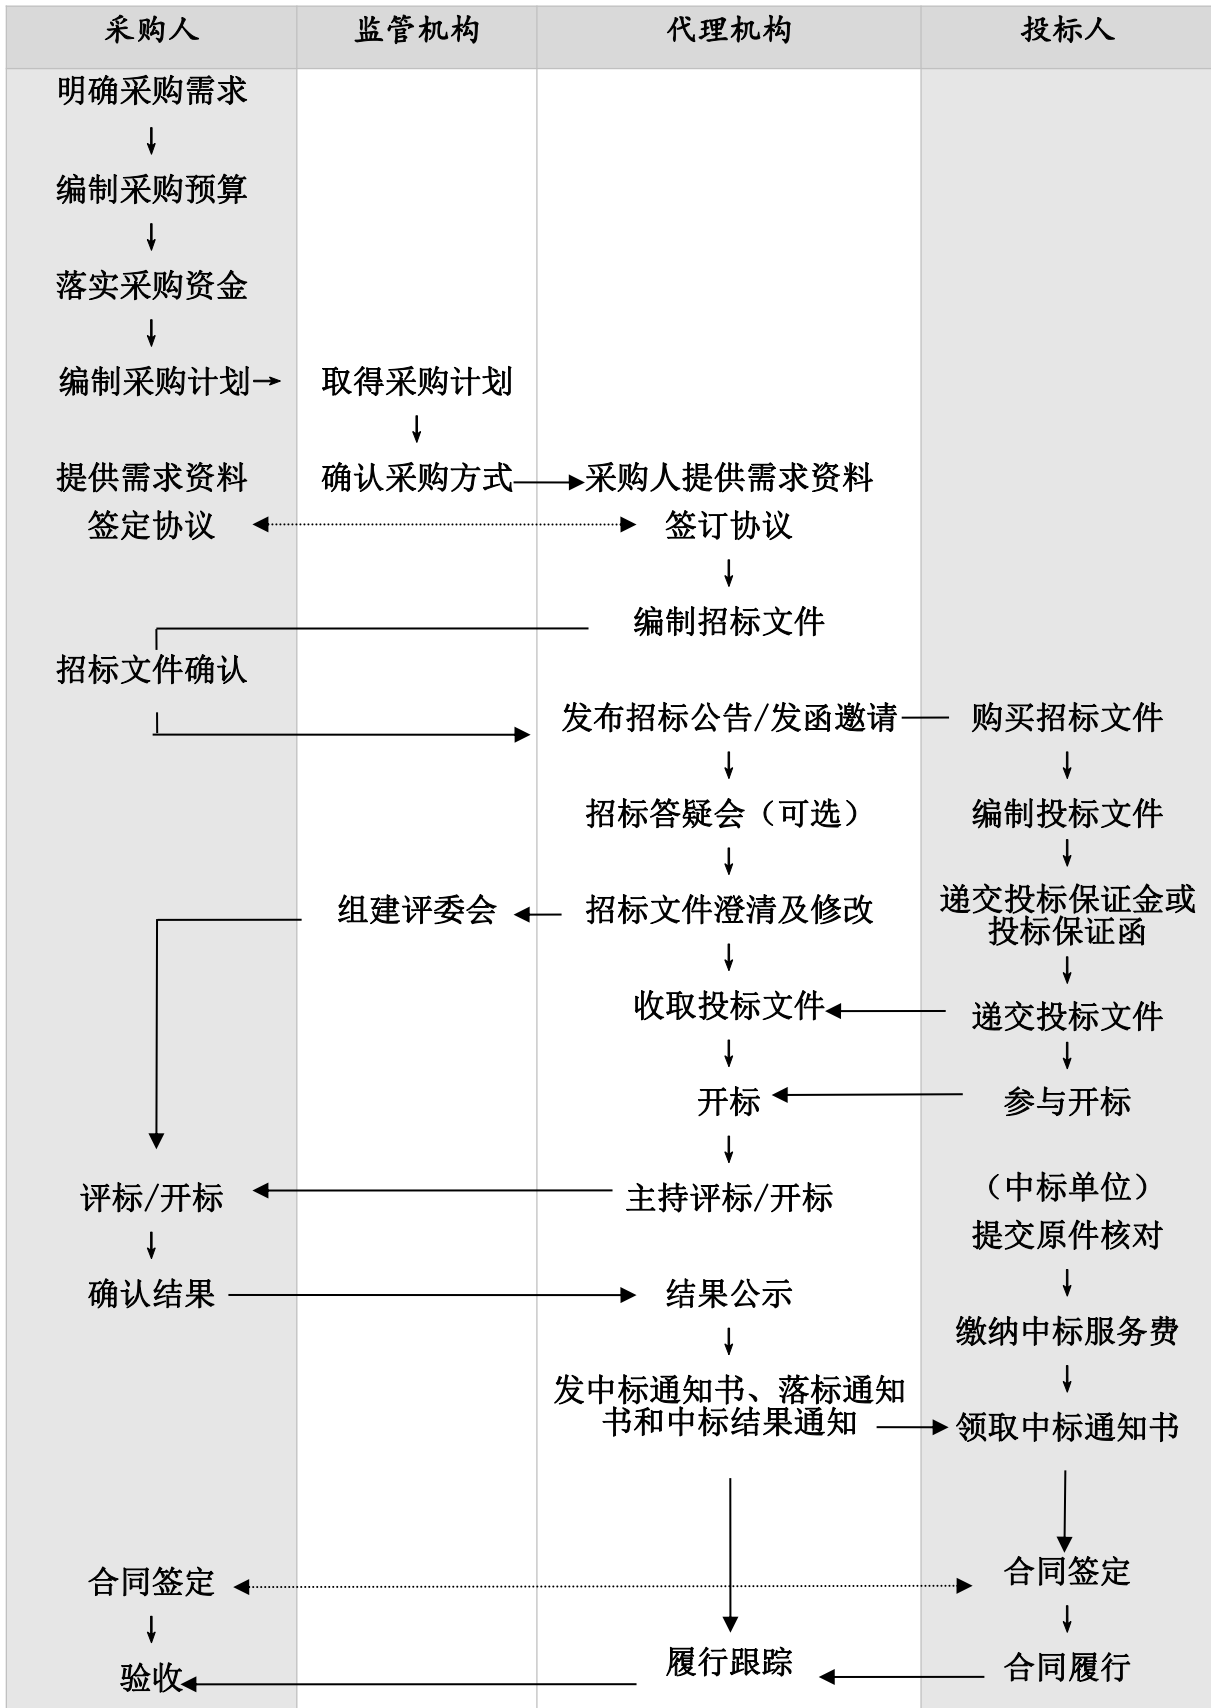 采购人 监管机构 代理机构 投标人
明确采购需求
↓
编制采购预算
↓
落实采购资金
↓ ↓
编制采购计划→ 取得采购计划
↓
提供需求资料 确认采购方式 采购人提供需求资料
签定协议 签订协议
↓
编制招标文件
招标文件确认
发布招标公告/发函邀请 购买招标文件
↓ ↓
招标答疑会（可选） 编制投标文件
↓ ↓
组建评委会 ← 招标文件澄清及修改 递交投标保证金或
投标保证函
↓ ↓
收取投标文件 递交投标文件
↓ ↓
开标 参与开标
↓
（中标单位）
评标/开标 主持评标/开标
提交原件核对
↓ ↓
确认结果 结果公示
↓ 缴纳中标服务费
↓
发中标通知书、落标通知
书和中标结果通知 领取中标通知书
合同签定 合同签定
↓ ↓
验收 履行跟踪 合同履行